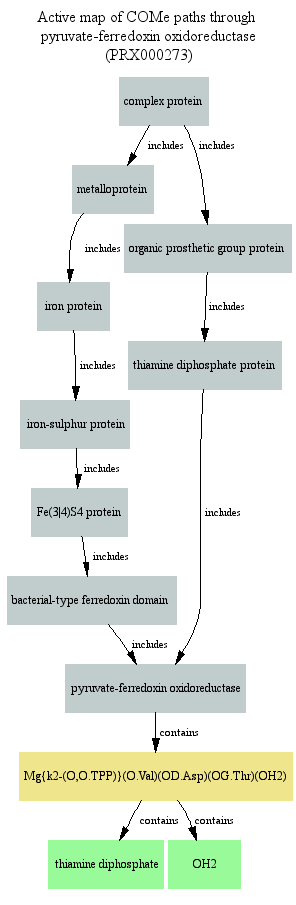 Active map of COMe paths through
pyruvate-ferredoxin oxidoreductase
(PRX000273)
complex protein
includes
includes
metalloprotein
organic prosthetic group protein
includes
iron protein
includes
thiamine diphosphate protein
includes
iron-sulphur protein
includes
Fe(3|4)S4 protein
includes
includes
bacterial-type ferredoxin domain
includes
pyruvate-ferredoxin oxidoreductase
contains
Mg{k2-(O,O.TPP)}(O.Val)(OD.Asp)(OG.Thr)(OH2)
contains
contains
thiamine diphosphate
OH2